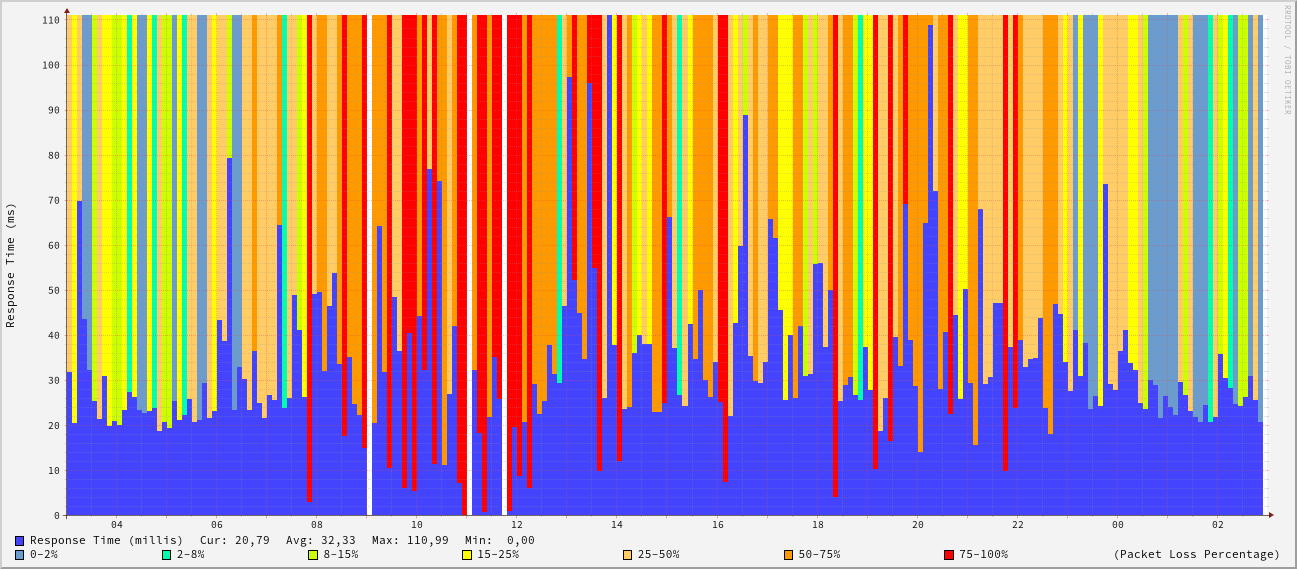 RRDTOOL / TOBI OETIKER
Response Time (ms)
110
100
90
80
70
60
50
40
30
20
10
0
04 06 08 10 12 14 16 18 20 22 00 02
Response Time (millis) Cur: 20,79 Avg: 32,33 Max: 110,99 Min: 0,00
0-2% 2-8% 8-15% 15-25% 25-50% 50-75% 75-100% (Packet Loss Percentage)